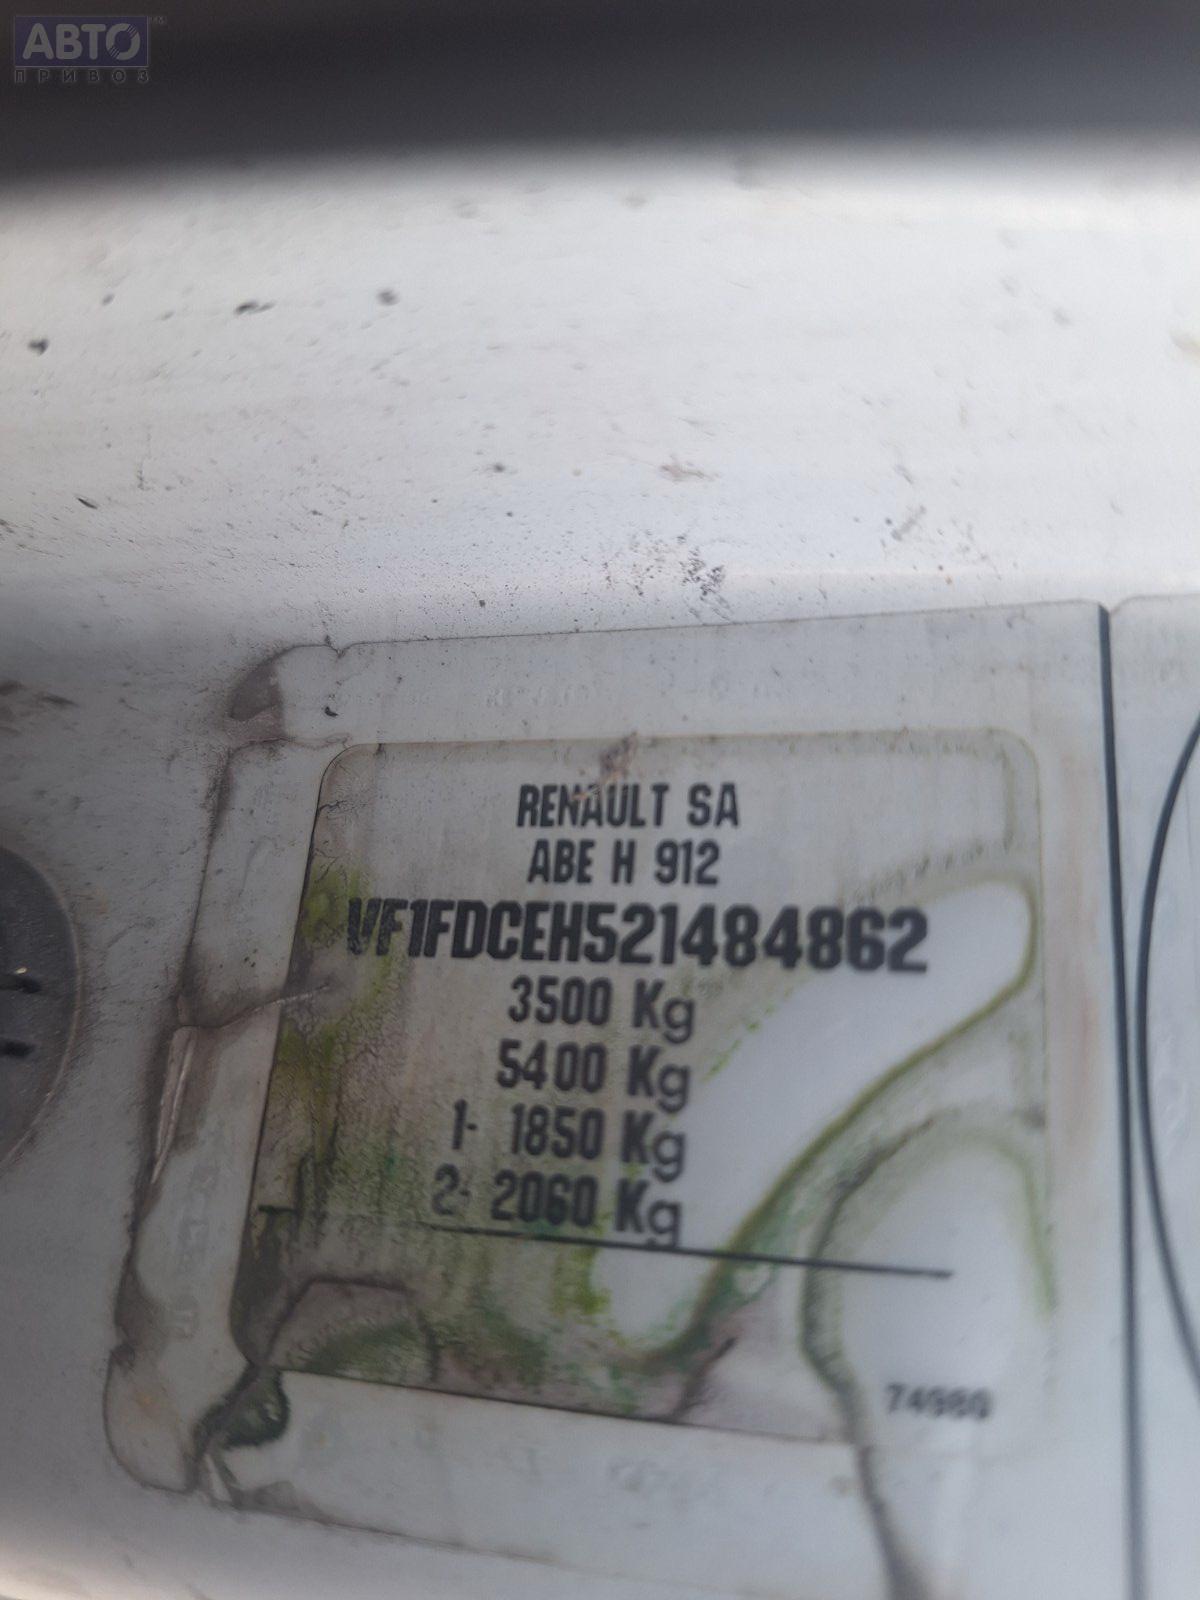 АВТО
ПРИВОЗ
RENAULT SA
ABE H 912
VF1FDCEH521484862
3500 Kg
5400 Kg
1- 1850 Kg
2- 2060 Kg
74980